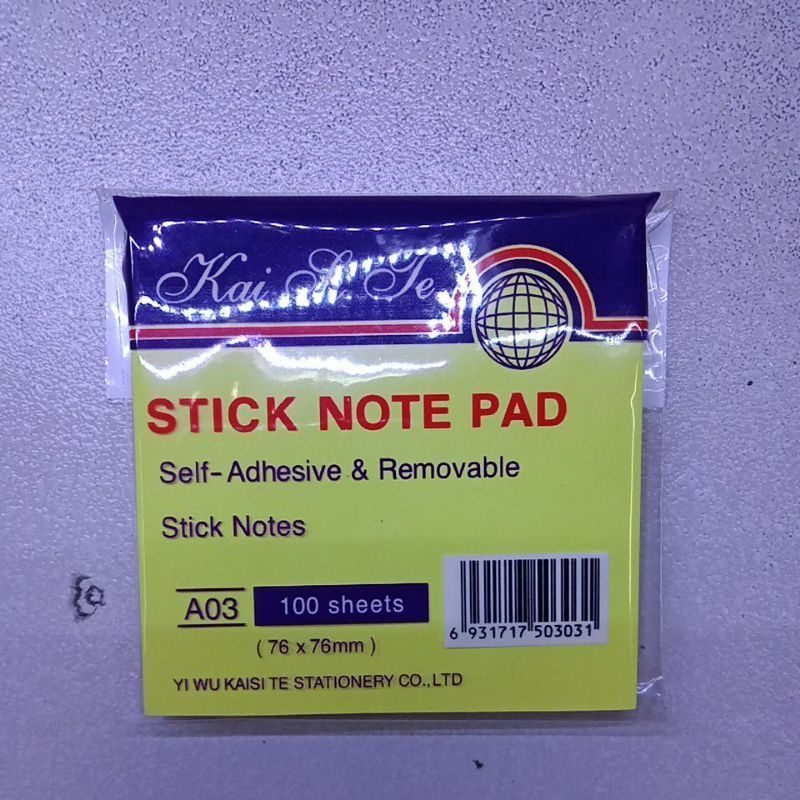 Kai Si Te
STICK NOTE PAD
Self-Adhesive & Removable
Stick Notes
A03 100 sheets
( 76 x 76mm )
6 931717 503031
YI WU KAISI TE STATIONERY CO.,LTD